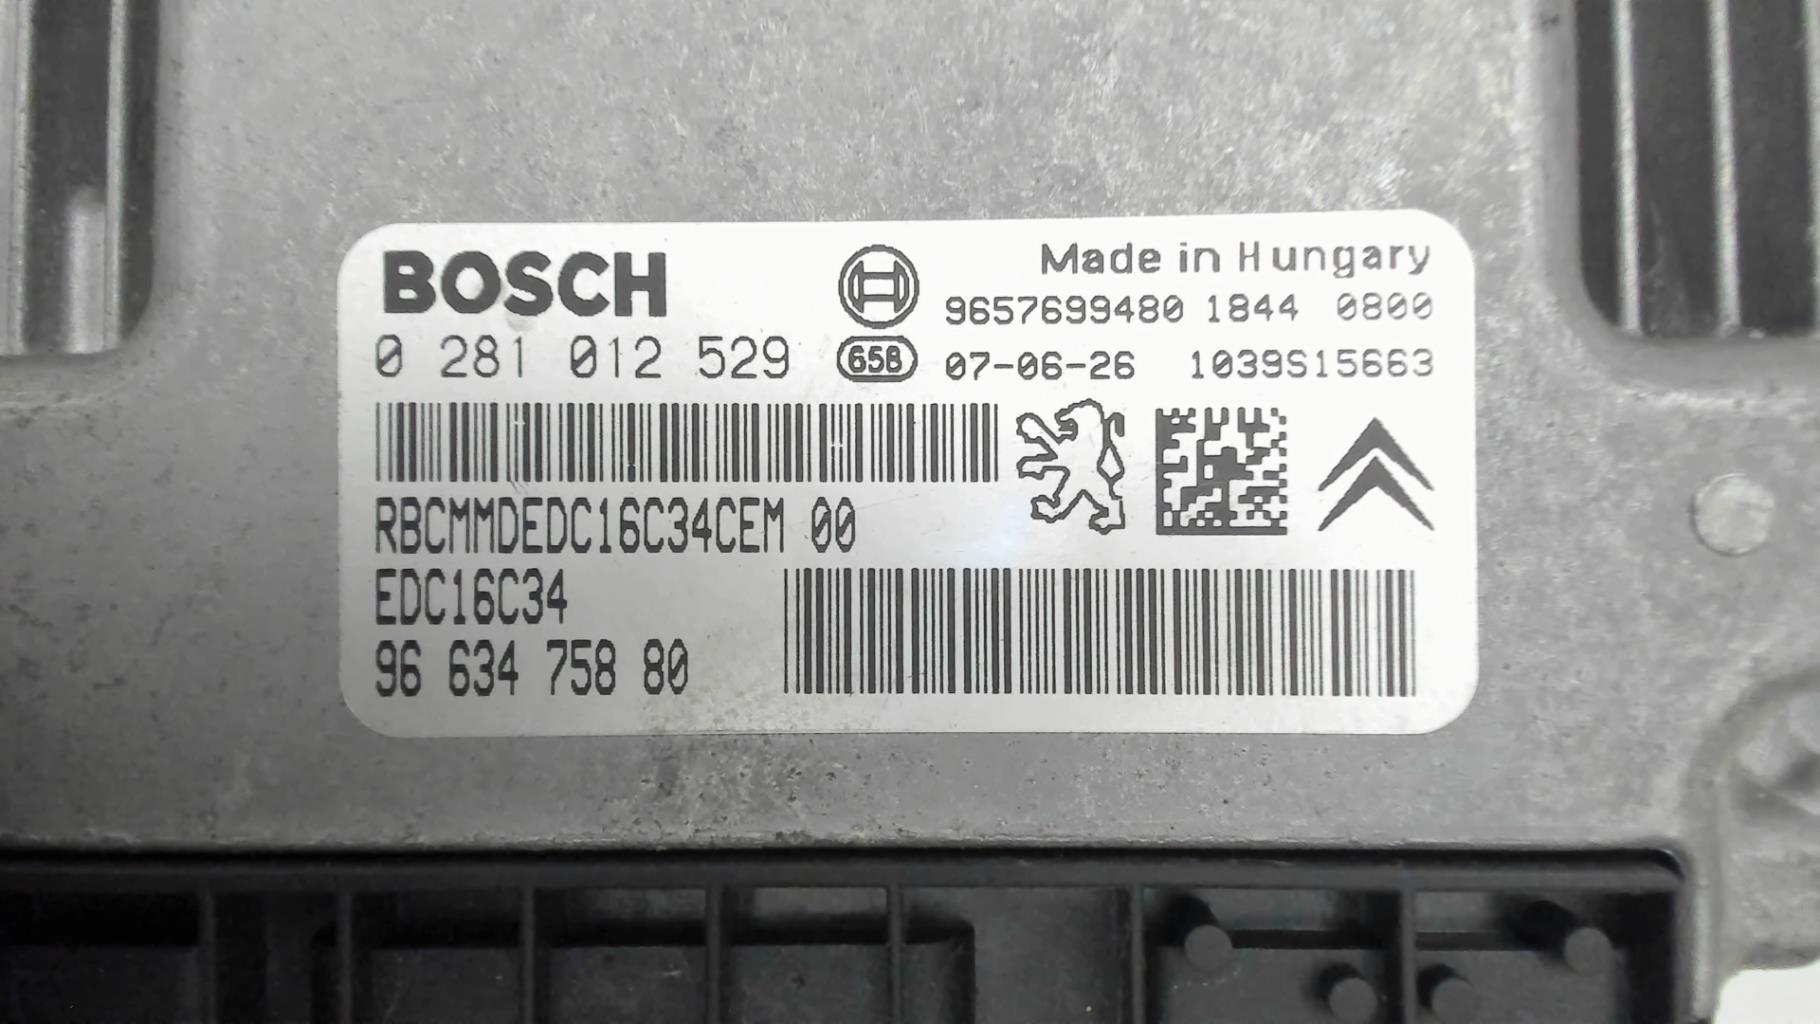 BOSCH
Made in Hungary
9657699480 1844 0800
0 281 012 529
658
07-06-26 1039S15663
RBCMMDEDC16C34CEM 00
EDC16C34
96 634 758 80